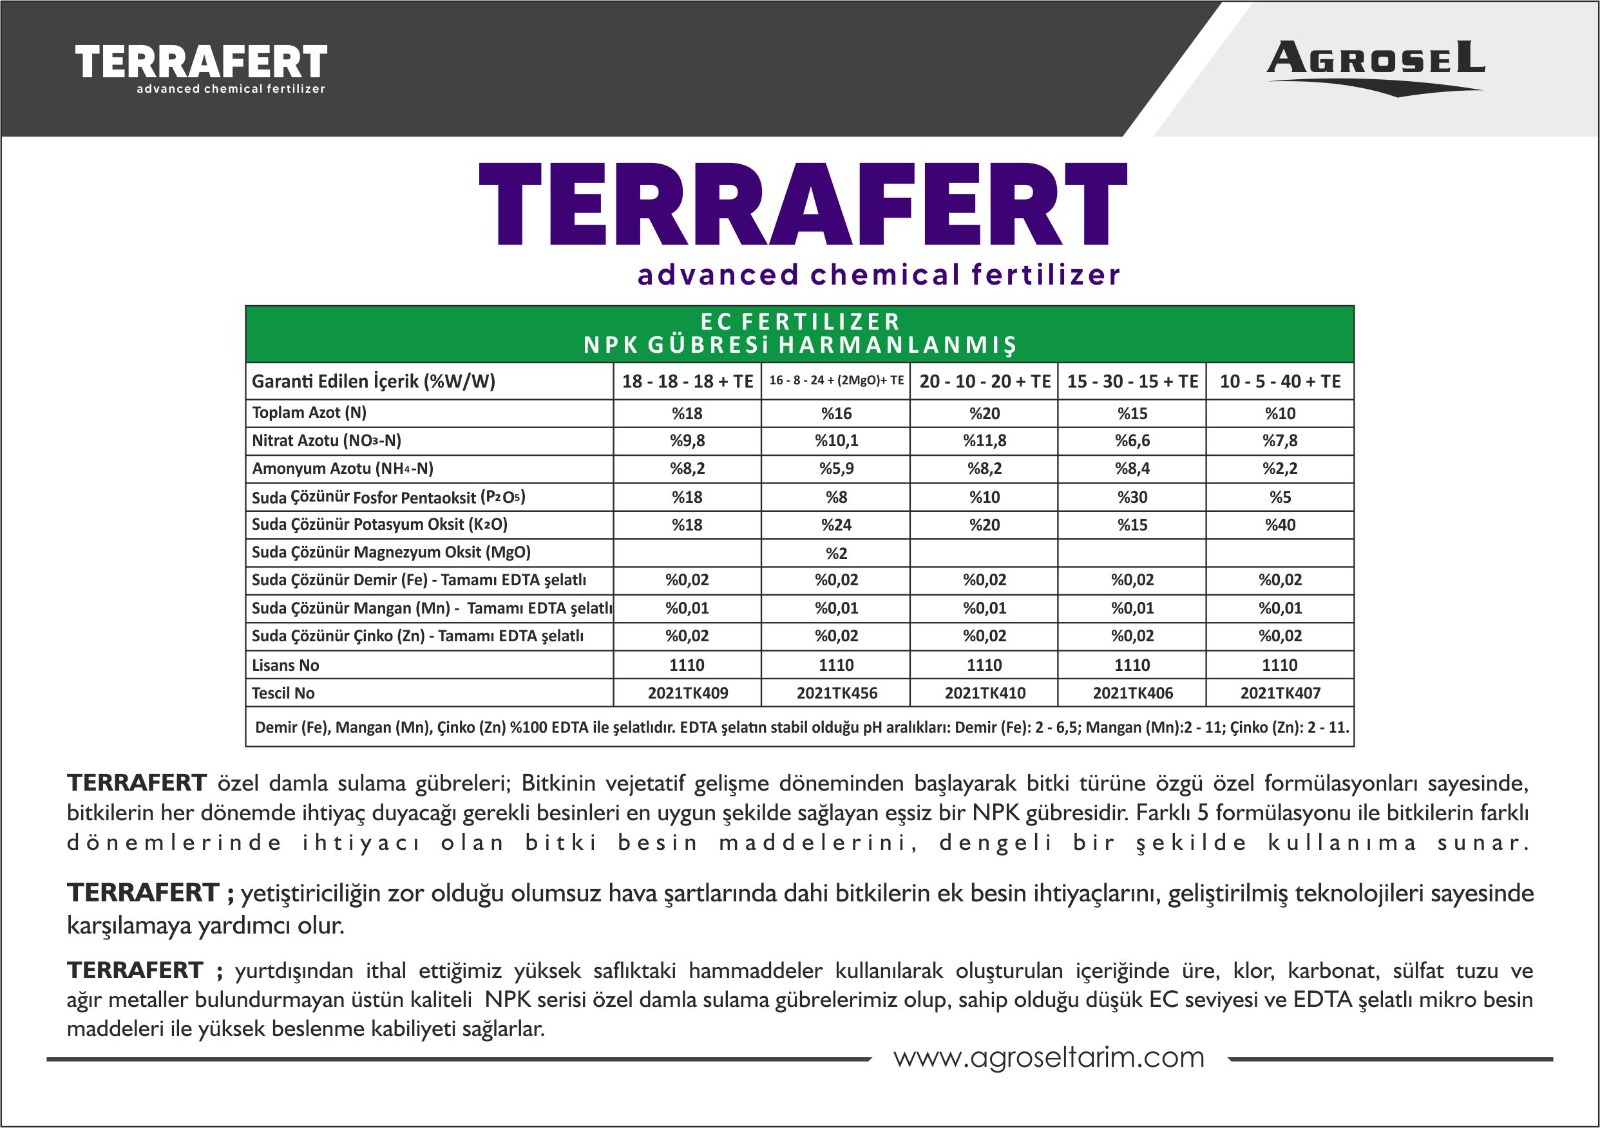 TERRAFERT
advanced chemical fertilizer
AGROSEL
TERRAFERT
advanced chemical fertilizer
EC FERTILIZER
NPK GÜBRESi HARMANLANMIŞ
Garanti Edilen İçerik (%W/W) 18 - 18 - 18 + TE 16 - 8 - 24 + (2MgO)+ TE 20 - 10 - 20 + TE 15 - 30 - 15 + TE 10 - 5 - 40 + TE
Toplam Azot (N) %18 %16 %20 %15 %10
Nitrat Azotu (NO₃-N) %9,8 %10,1 %11,8 %6,6 %7,8
Amonyum Azotu (NH₄-N) %8,2 %5,9 %8,2 %8,4 %2,2
Suda Çözünür Fosfor Pentaoksit (P₂O₅) %18 %8 %10 %30 %5
Suda Çözünür Potasyum Oksit (K₂O) %18 %24 %20 %15 %40
Suda Çözünür Magnezyum Oksit (MgO) %2
Suda Çözünür Demir (Fe) - Tamamı EDTA şelatlı %0,02 %0,02 %0,02 %0,02 %0,02
Suda Çözünür Mangan (Mn) - Tamamı EDTA şelatlı %0,01 %0,01 %0,01 %0,01 %0,01
Suda Çözünür Çinko (Zn) - Tamamı EDTA şelatlı %0,02 %0,02 %0,02 %0,02 %0,02
Lisans No 1110 1110 1110 1110 1110
Tescil No 2021TK409 2021TK456 2021TK410 2021TK406 2021TK407
Demir (Fe), Mangan (Mn), Çinko (Zn) %100 EDTA ile şelatlıdır. EDTA şelatın stabil olduğu pH aralıkları: Demir (Fe): 2 - 6,5; Mangan (Mn):2 - 11; Çinko (Zn): 2 - 11.
TERRAFERT özel damla sulama gübreleri; Bitkinin vejetatif gelişme döneminden başlayarak bitki türüne özgü özel formülasyonları sayesinde,
bitkilerin her dönemde ihtiyaç duyacağı gerekli besinleri en uygun şekilde sağlayan eşsiz bir NPK gübresidir. Farklı 5 formülasyonu ile bitkilerin farklı
dönemlerinde ihtiyacı olan bitki besin maddelerini, dengeli bir şekilde kullanıma sunar.
TERRAFERT ; yetiştiriciliğin zor olduğu olumsuz hava şartlarında dahi bitkilerin ek besin ihtiyaçlarını, geliştirilmiş teknolojileri sayesinde
karşılamaya yardımcı olur.
TERRAFERT ; yurtdışından ithal ettiğimiz yüksek saflıktaki hammaddeler kullanılarak oluşturulan içeriğinde üre, klor, karbonat, sülfat tuzu ve
ağır metaller bulundurmayan üstün kaliteli NPK serisi özel damla sulama gübrelerimiz olup, sahip olduğu düşük EC seviyesi ve EDTA şelatlı mikro besin
maddeleri ile yüksek beslenme kabiliyeti sağlarlar.
www.agroseltarim.com